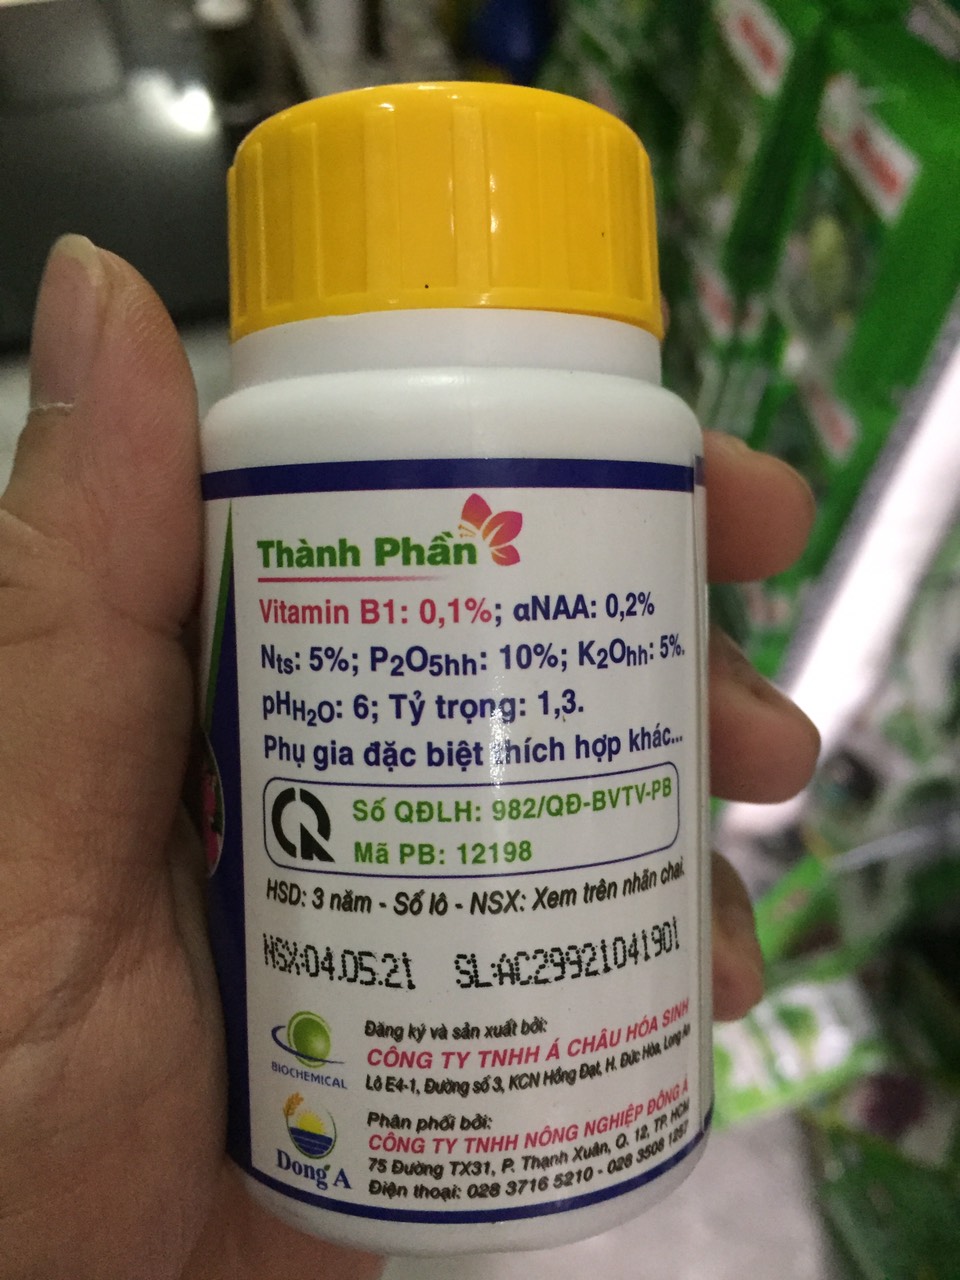 Thành Phần
Vitamin B1: 0,1%; αNAA: 0,2%
Nts: 5%; P2O5hh: 10%; K2Ohh: 5%.
pHH2O: 6; Tỷ trọng: 1,3.
Phụ gia đặc biệt thích hợp khác...
Số QĐLH: 982/QĐ-BVTV-PB
Mã PB: 12198
HSD: 3 năm - Số lô - NSX: Xem trên nhãn chai.
NSX:04.05.21 SL:AC29921041901
Đăng ký và sản xuất bởi:
CÔNG TY TNHH Á CHÂU HÓA SINH
Lô E4-1, Đường số 3, KCN Hồng Đạt, H. Đức Hòa, Long An
BIOCHEMICAL
Phân phối bởi:
CÔNG TY TNHH NÔNG NGHIỆP ĐÔNG Á
75 Đường TX31, P. Thạnh Xuân, Q. 12, TP. HCM
Điện thoại: 028 3716 5210 - 028 3508 1257
Dong A